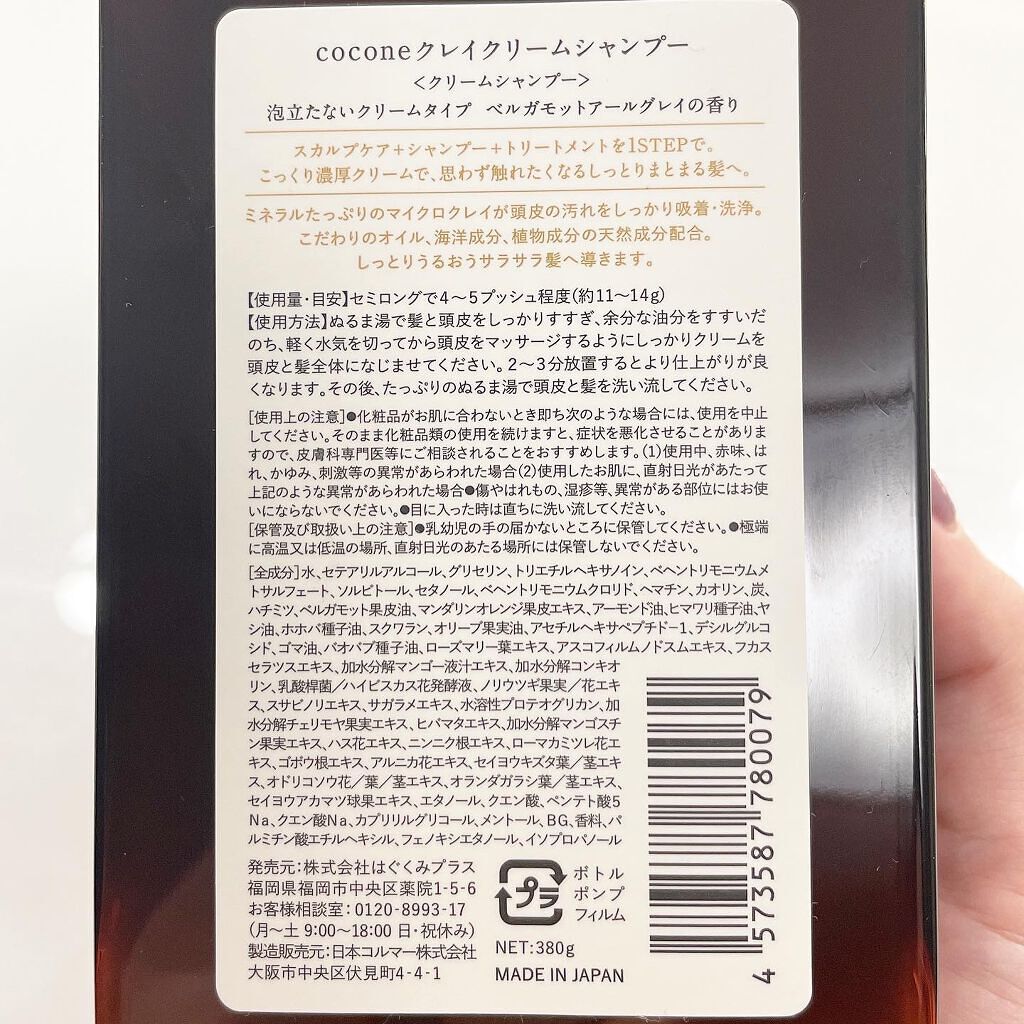 coconeクレイクリームシャンプー
<クリームシャンプー>
泡立たないクリームタイプ ベルガモットアールグレイの香り
スカルプケア+シャンプー+トリートメントを1STEPで。
こっくり濃厚クリームで、思わず触れたくなるしっとりまとまる髪へ。
ミネラルたっぷりのマイクロクレイが頭皮の汚れをしっかり吸着・洗浄。
こだわりのオイル、海洋成分、植物成分の天然成分配合。
しっとりうるおうサラサラ髪へ導きます。
【使用量・目安】セミロングで4〜5プッシュ程度(約11〜14g)
【使用方法】ぬるま湯で髪と頭皮をしっかりすすぎ、余分な油分をすすいだ
のち、軽く水気を切ってから頭皮をマッサージするようにしっかりクリームを
頭皮と髪全体になじませてください。2〜3分放置するとより仕上がりが良
くなります。その後、たっぷりのぬるま湯で頭皮と髪を洗い流してください。
[使用上の注意]●化粧品がお肌に合わないとき即ち次のような場合には、使用を中止
してください。そのまま化粧品類の使用を続けますと、症状を悪化させることがありま
すので、皮膚科専門医等にご相談されることをおすすめします。(1)使用中、赤味、は
れ、かゆみ、刺激等の異常があらわれた場合(2)使用したお肌に、直射日光があたって
上記のような異常があらわれた場合●傷やはれもの、湿疹等、異常がある部位にはお使
いにならないでください。●目に入った時は直ちに洗い流してください。
[保管及び取扱い上の注意]●乳幼児の手の届かないところに保管してください。●極端
に高温又は低温の場所、直射日光のあたる場所には保管しないでください。
[全成分]水、セテアリルアルコール、グリセリン、トリエチルヘキサノイン、ベヘントリモニウムメ
トサルフェート、ソルビトール、セタノール、ベヘントリモニウムクロリド、ヘマチン、カオリン、炭、
ハチミツ、ベルガモット果皮油、マンダリンオレンジ果皮エキス、アーモンド油、ヒマワリ種子油、ヤ
シ油、ホホバ種子油、スクワラン、オリーブ果実油、アセチルヘキサペプチド-1、デシルグルコ
シド、ゴマ油、バオバブ種子油、ローズマリー葉エキス、アスコフィルムノドスムエキス、フカス
セラツスエキス、加水分解マンゴー液汁エキス、加水分解コンキオ
リン、乳酸桿菌/ハイビスカス花発酵液、ノリウツギ果実/花エキ
ス、スサビノリエキス、サガラメエキス、水溶性プロテオグリカン、加
水分解チェリモヤ果実エキス、ヒバマタエキス、加水分解マンゴスチ
ン果実エキス、ハス花エキス、ニンニク根エキス、ローマカミツレ花エ
キス、ゴボウ根エキス、アルニカ花エキス、セイヨウキズタ葉/茎エキ
ス、オドリコソウ花/葉/茎エキス、オランダガラシ葉/茎エキス、
セイヨウアカマツ球果エキス、エタノール、クエン酸、ペンテト酸5
Na、クエン酸Na、カプリリルグリコール、メントール、BG、香料、パ
ルミチン酸エチルヘキシル、フェノキシエタノール、イソプロパノール
発売元:株式会社はぐくみプラス
福岡県福岡市中央区薬院1-5-6
お客様相談室:0120-8993-17
(月〜土 9:00〜18:00 日・祝休み)
製造販売元:日本コルマー株式会社
大阪市中央区伏見町4-4-1
プラ
ボトル
ポンプ
フィルム
NET:380g
MADE IN JAPAN
4 573587 780079